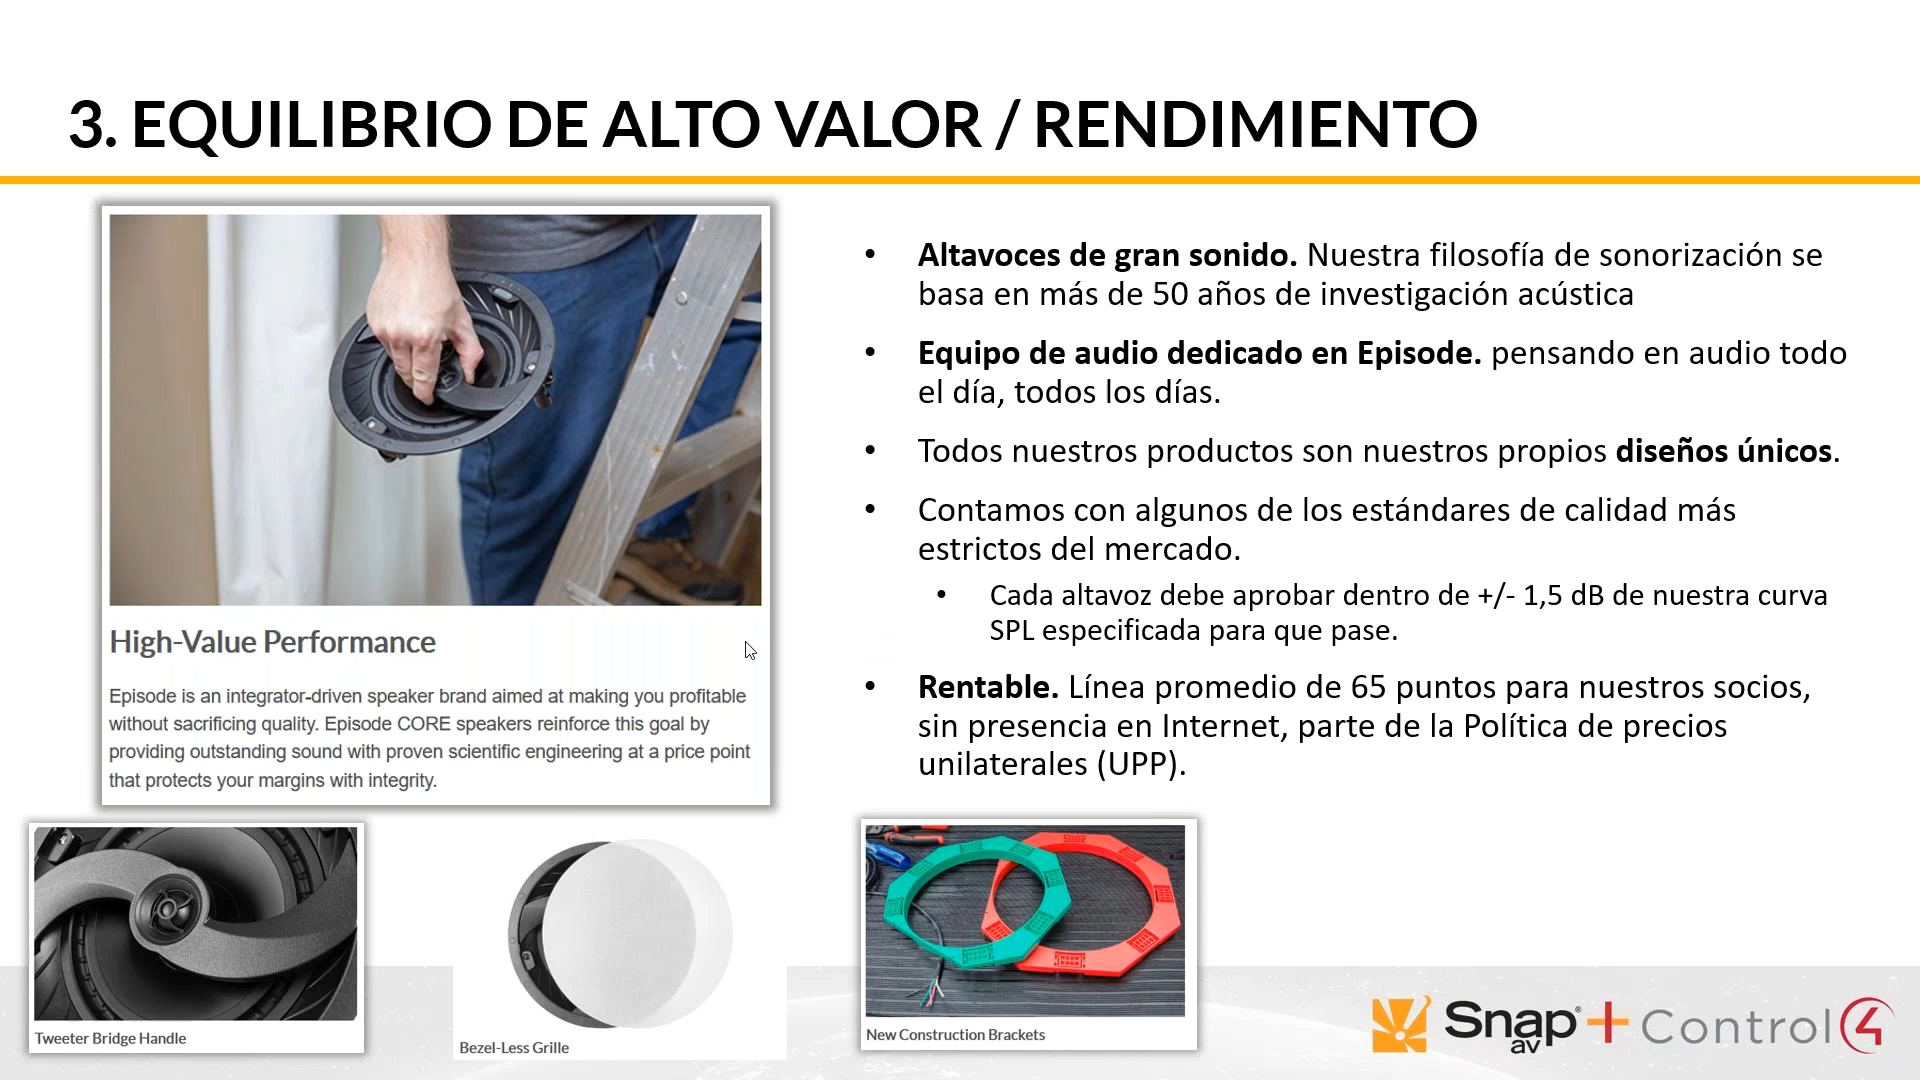 3. EQUILIBRIO DE ALTO VALOR / RENDIMIENTO
High-Value Performance
Episode is an integrator-driven speaker brand aimed at making you profitable
without sacrificing quality. Episode CORE speakers reinforce this goal by
providing outstanding sound with proven scientific engineering at a price point
that protects your margins with integrity.
• Altavoces de gran sonido. Nuestra filosofía de sonorización se
basa en más de 50 años de investigación acústica
• Equipo de audio dedicado en Episode. pensando en audio todo
el día, todos los días.
• Todos nuestros productos son nuestros propios diseños únicos.
• Contamos con algunos de los estándares de calidad más
estrictos del mercado.
• Cada altavoz debe aprobar dentro de +/- 1,5 dB de nuestra curva
SPL especificada para que pase.
• Rentable. Línea promedio de 65 puntos para nuestros socios,
sin presencia en Internet, parte de la Política de precios
unilaterales (UPP).
Tweeter Bridge Handle
Bezel-Less Grille
New Construction Brackets
Snap av + Control4